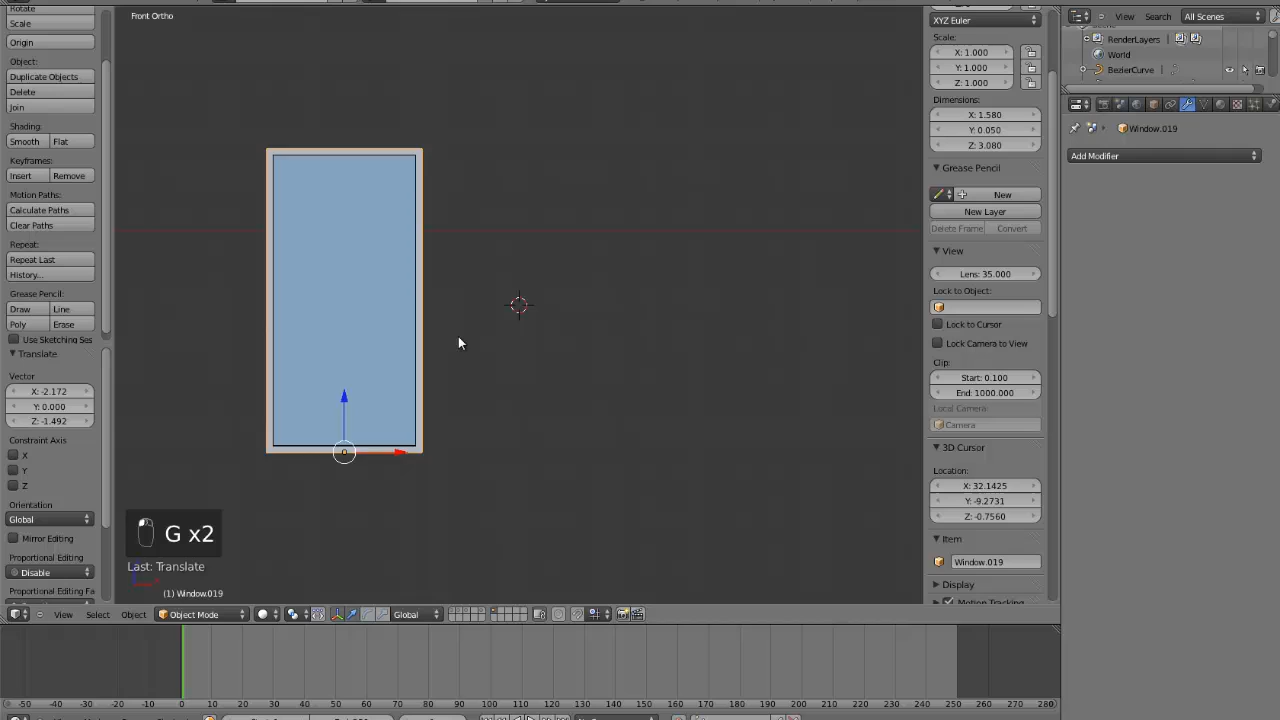 Rotate
Scale
Origin
Object:
Duplicate Objects
Delete
Join
Shading:
Smooth Flat
Keyframes:
Insert Remove
Motion Paths:
Calculate Paths
Clear Paths
Repeat:
Repeat Last
History...
Grease Pencil:
Draw Line
Poly Erase
Use Sketching Ses
Translate
Vector
X: -2.172
Y: 0.000
Z: -1.492
Constraint Axis
X
Y
Z
Orientation
Global
Mirror Editing
Proportional Editing
Disable
Proportional Editing Fa
Front Ortho
G x2
Last: Translate
(1) Window.019
View Select Object Object Mode Global
XYZ Euler
Scale:
X: 1.000
Y: 1.000
Z: 1.000
Dimensions:
X: 1.580
Y: 0.050
Z: 3.080
Grease Pencil
New
New Layer
Delete Frame Convert
View
Lens: 35.000
Lock to Object:
Lock to Cursor
Lock Camera to View
Clip:
Start: 0.100
End: 1000.000
Local Camera:
Camera
3D Cursor
Location:
X: 32.1425
Y: -9.2731
Z: -0.7560
Item
Window.019
Display
Motion Tracking
View Search All Scenes
RenderLayers
World
BezierCurve
Window.019
Add Modifier
-50 -40 -30 -20 -10 0 10 20 30 40 50 60 70 80 90 100 110 120 130 140 150 160 170 180 190 200 210 220 230 240 250 260 270 280